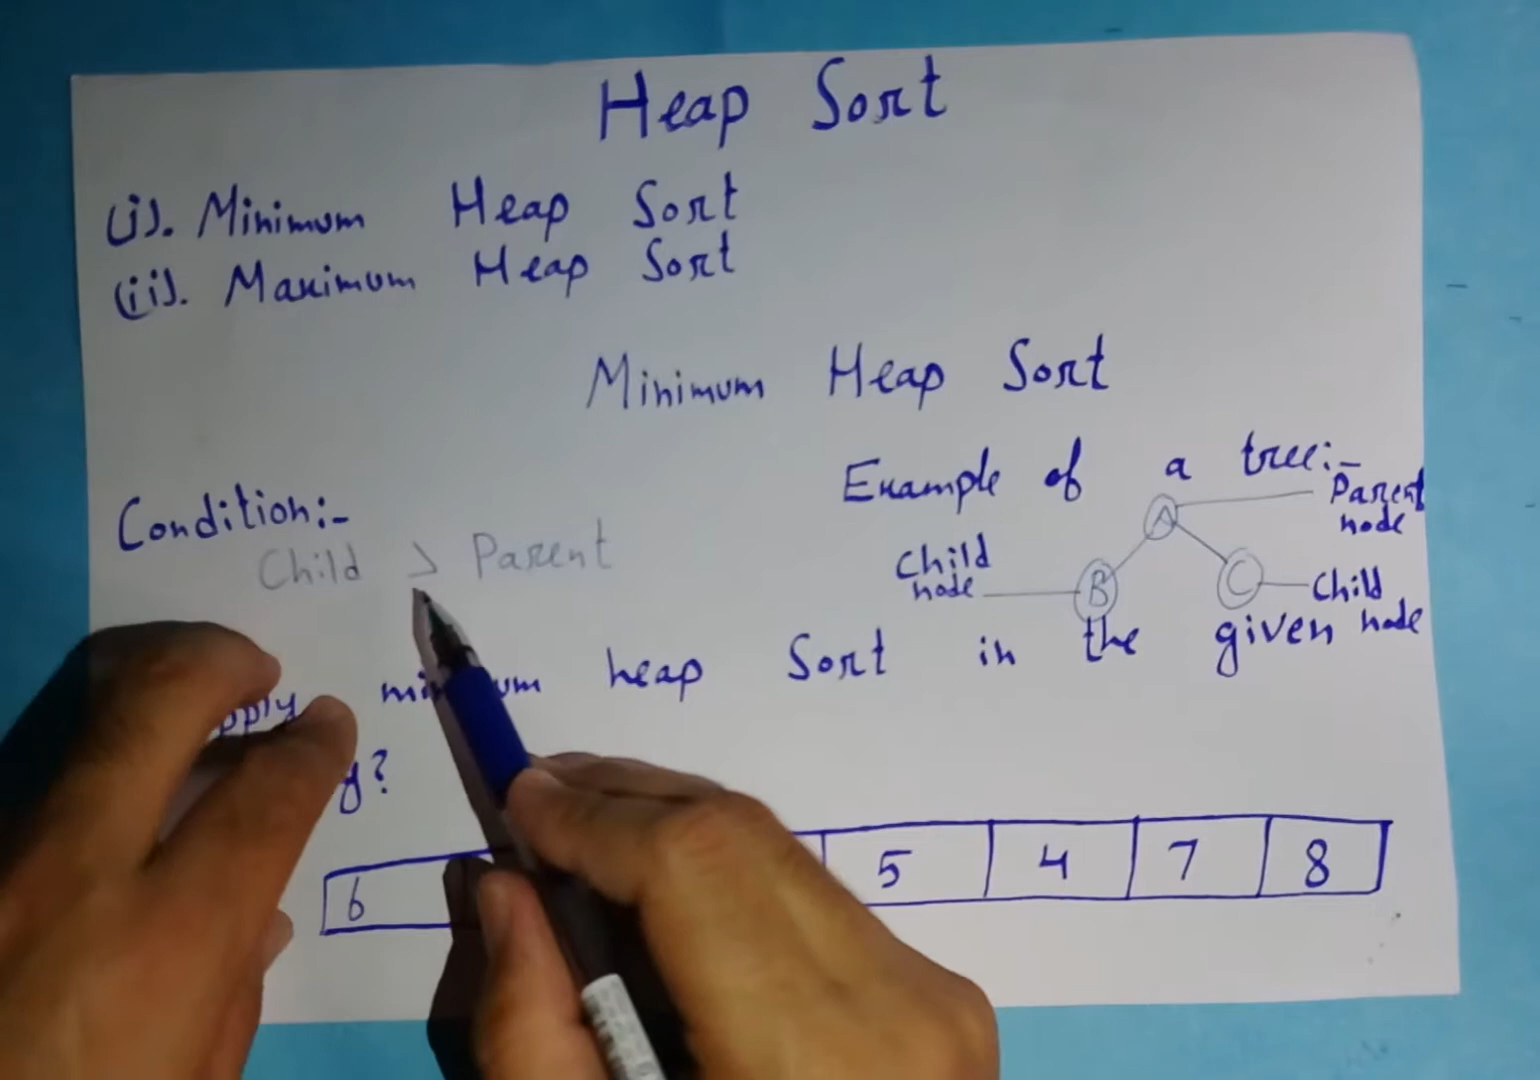 Heap Sort
(i). Minimum Heap Sort
(ii). Maximum Heap Sort
Minimum Heap Sort
Example of a tree:-
Condition:-
Child > Parent
Parent node
A
Child node
B
C
Child node
heap Sort in the given
6 5 4 7 8